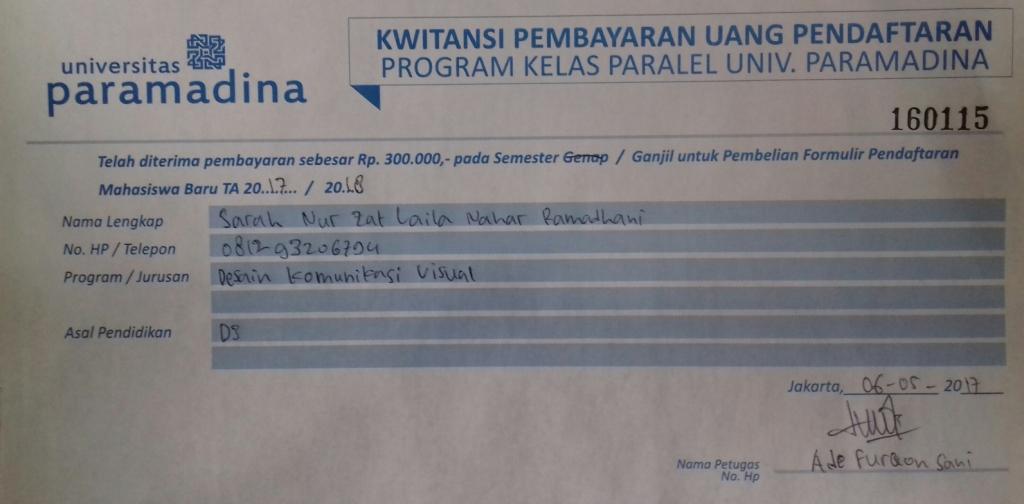 universitas
paramadina
KWITANSI PEMBAYARAN UANG PENDAFTARAN
PROGRAM KELAS PARALEL UNIV. PARAMADINA
160115
Telah diterima pembayaran sebesar Rp. 300.000,- pada Semester Genap / Ganjil untuk Pembelian Formulir Pendaftaran
Mahasiswa Baru TA 20..17... / 20.18
Nama Lengkap Sarah Nur Zat Laila Nahar Ramadhani
No. HP / Telepon 081293206794
Program / Jurusan Desain Komunikasi Visual
Asal Pendidikan D3
Jakarta, 06-05-2017
Nama Petugas Ade Furqon Sani
No. Hp